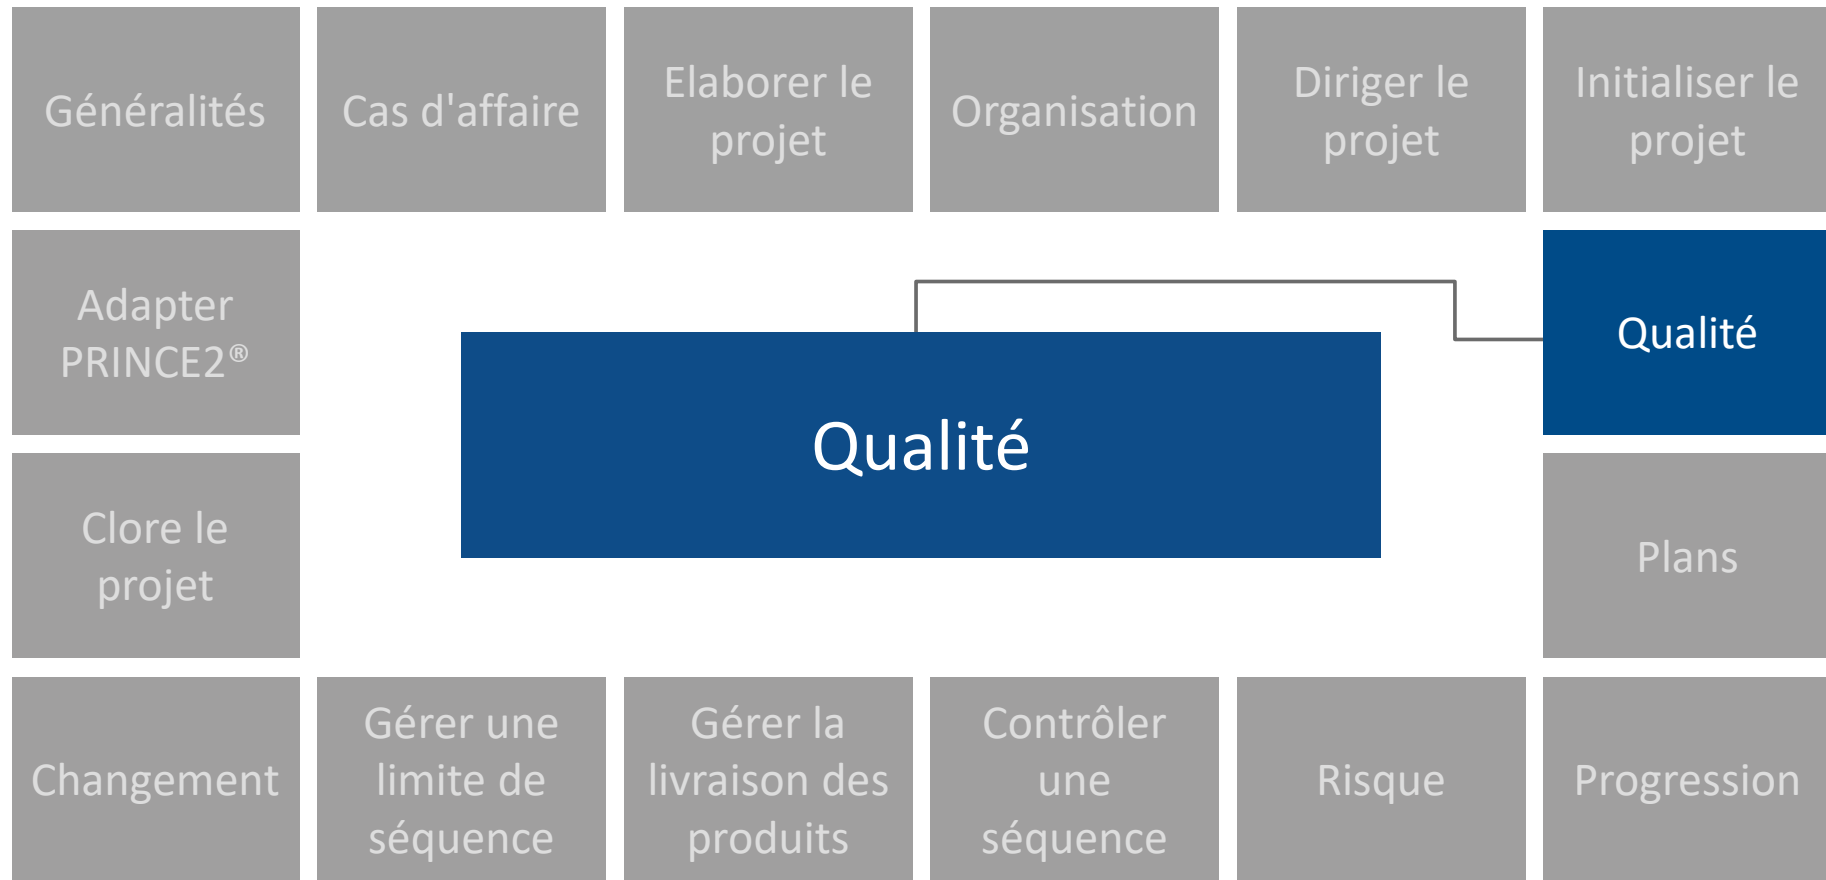 Généralités
Cas d'affaire
Elaborer le
projet
Organisation
Diriger le
projet
Initialiser le
projet
Adapter
PRINCE2®
Qualité
Qualité
Clore le
projet
Plans
Changement
Gérer une
limite de
séquence
Gérer la
livraison des
produits
Contrôler
une
séquence
Risque
Progression